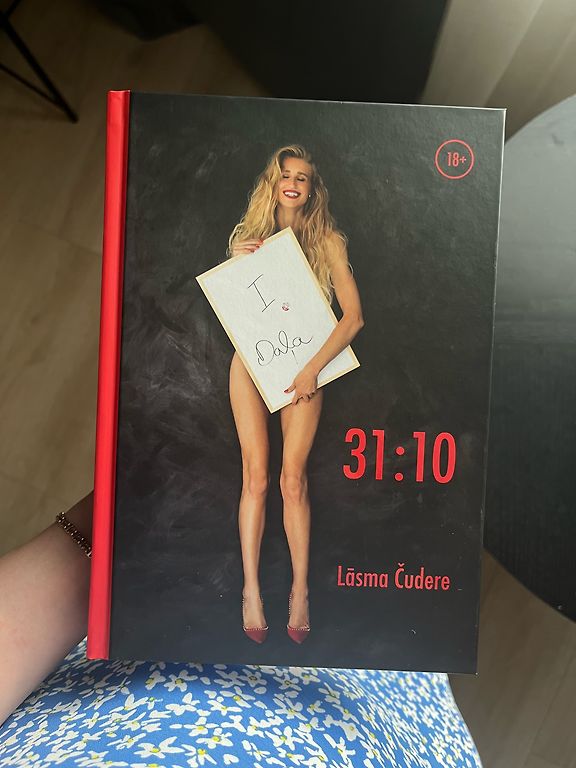 18+
I.
Daļa
31:10
Lāsma Čudere